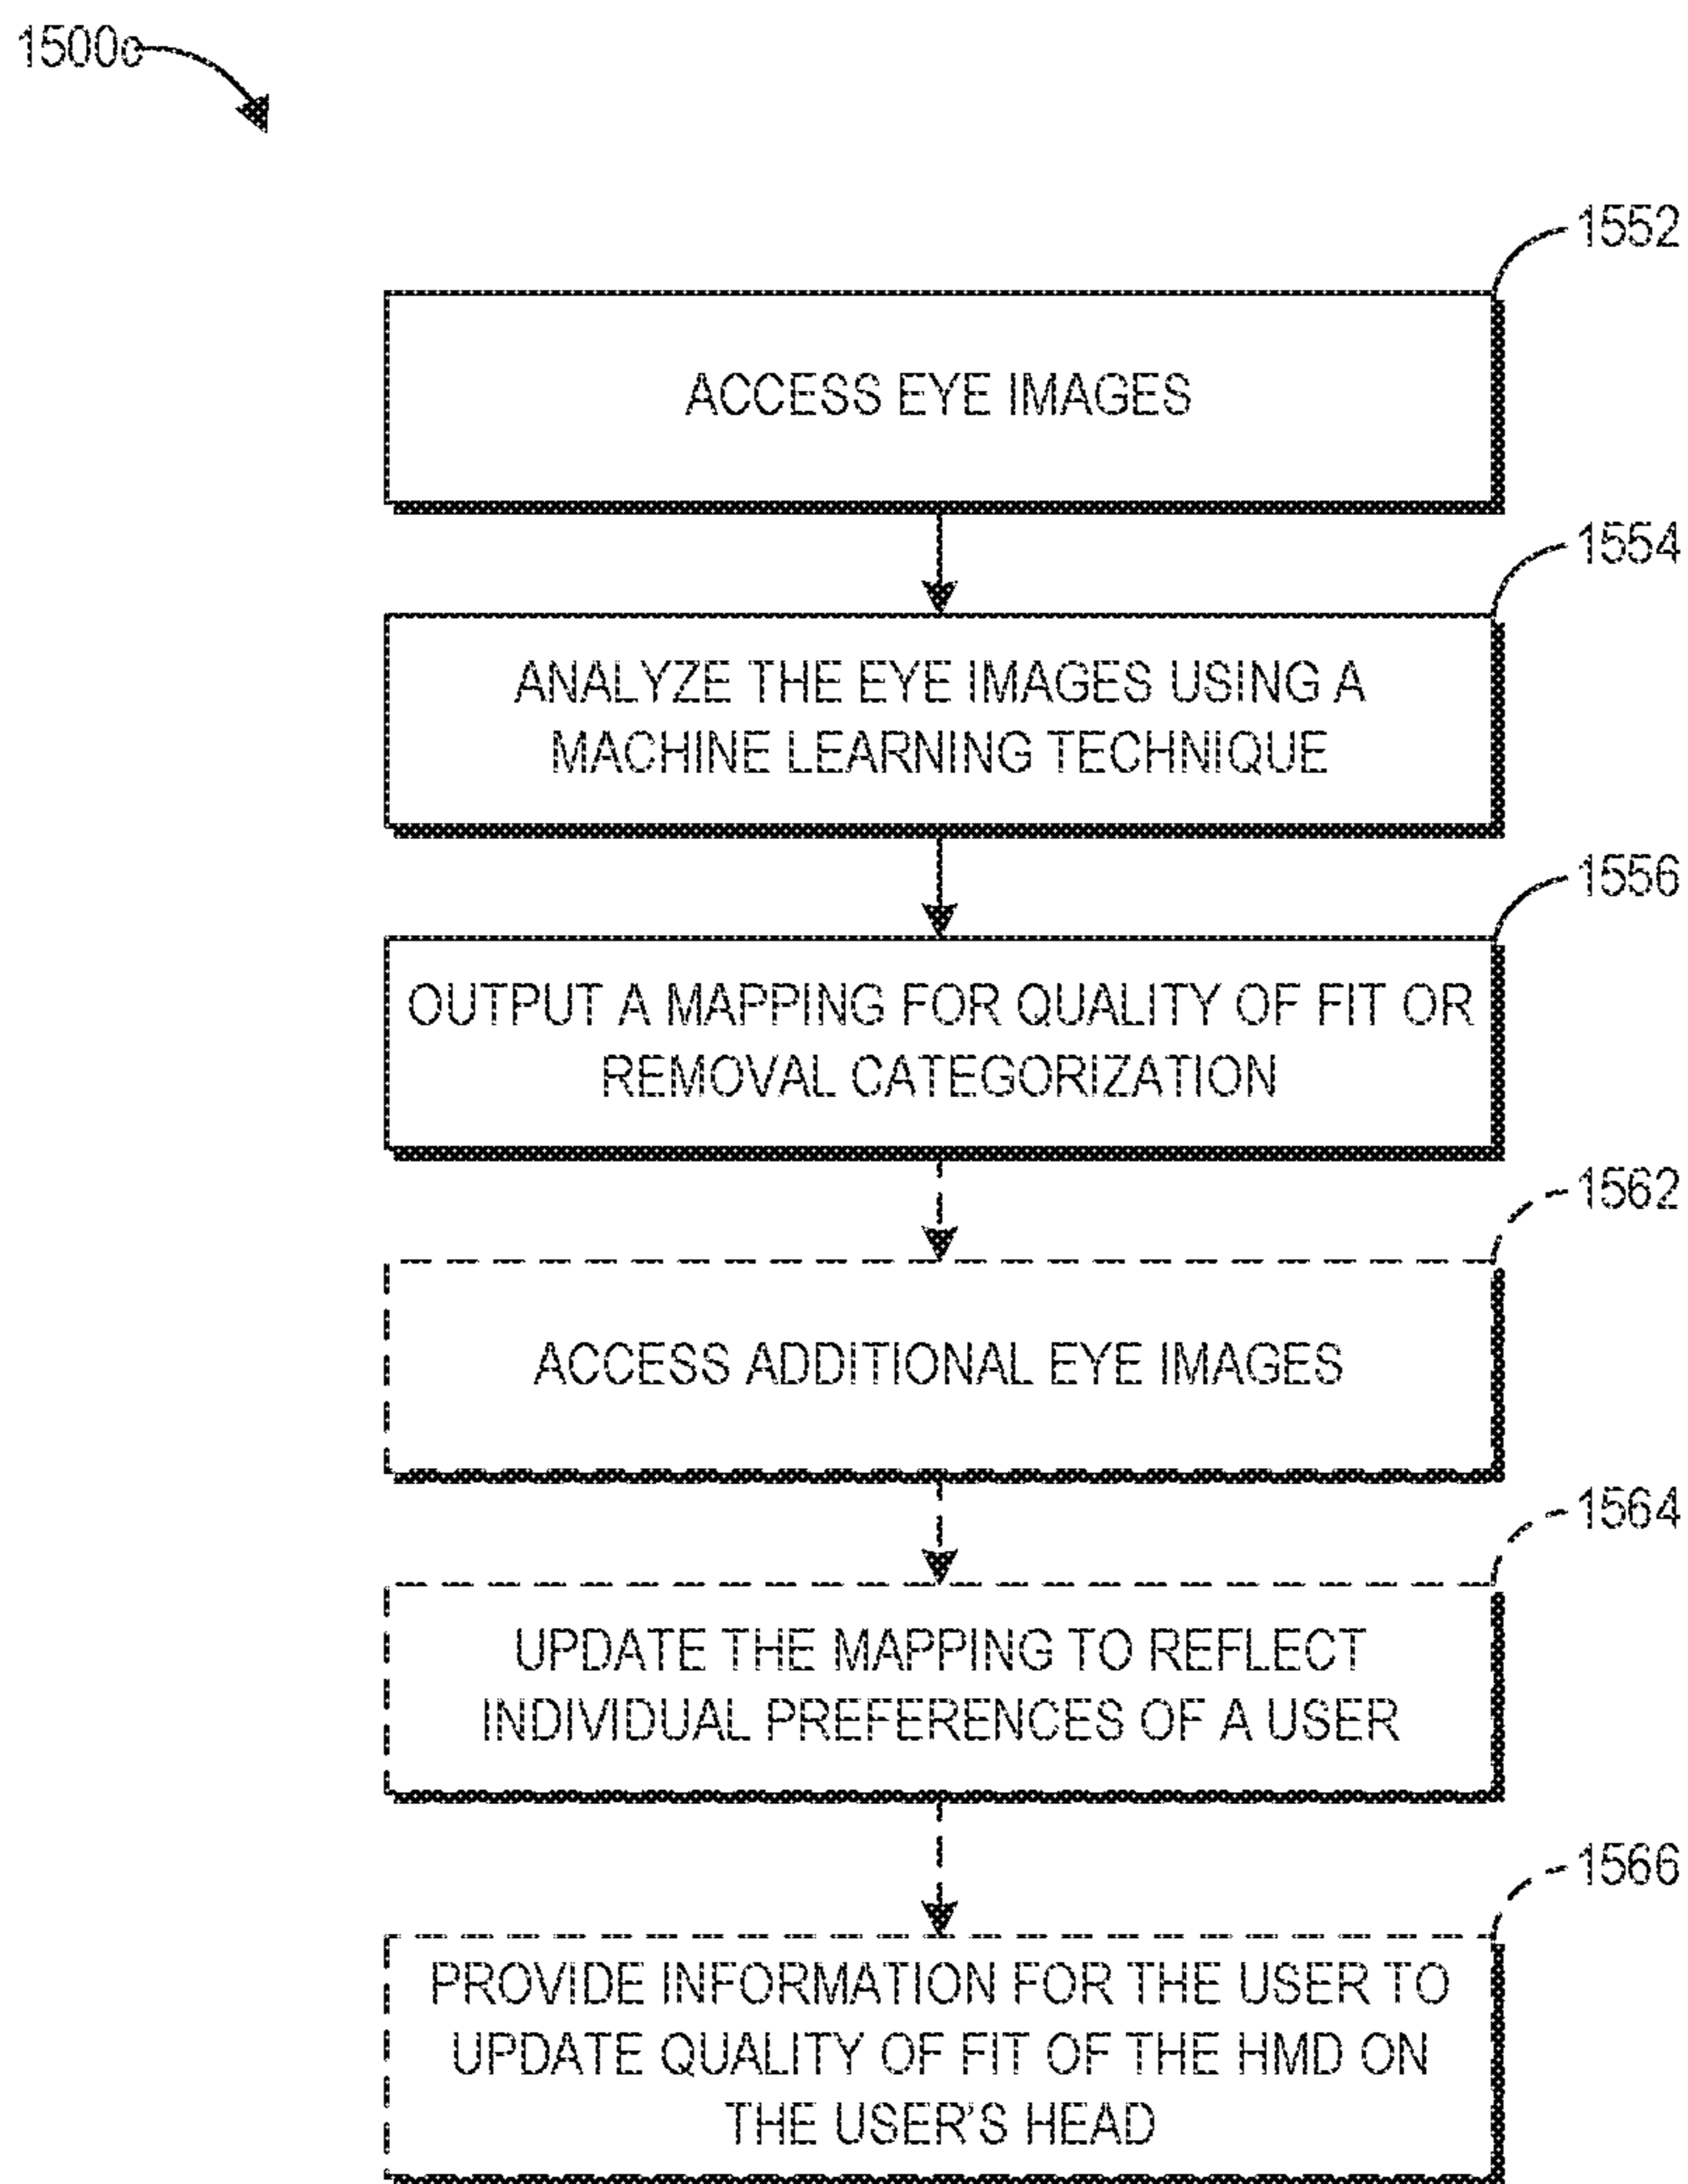 1500c
1552
ACCESS EYE IMAGES
1554
ANALYZE THE EYE IMAGES USING A
MACHINE LEARNING TECHNIQUE
1556
OUTPUT A MAPPING FOR QUALITY OF FIT OR
REMOVAL CATEGORIZATION
1562
ACCESS ADDITIONAL EYE IMAGES
1564
UPDATE THE MAPPING TO REFLECT
INDIVIDUAL PREFERENCES OF A USER
1566
PROVIDE INFORMATION FOR THE USER TO
UPDATE QUALITY OF FIT OF THE HMD ON
THE USER'S HEAD